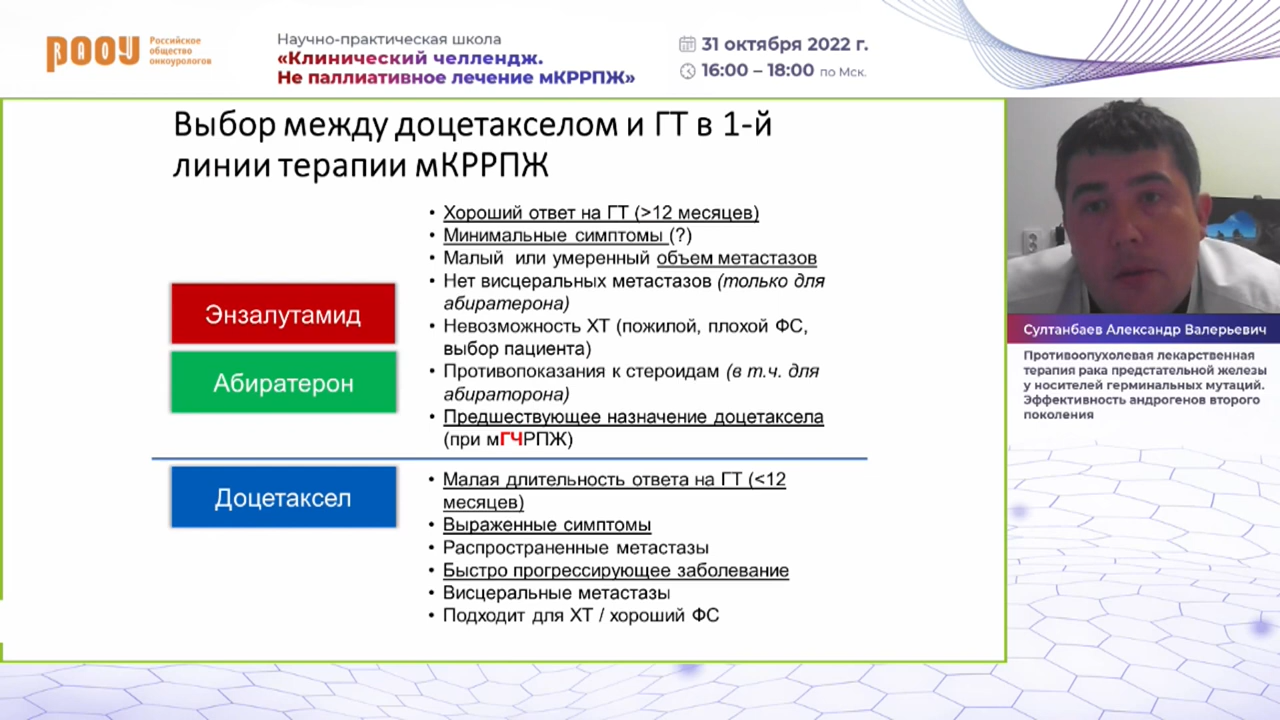 РАОУ
Российское
общество
онкоурологов
Научно-практическая школа
«Клинический челлендж.
Не паллиативное лечение мКРРПЖ»
31 октября 2022 г.
16:00 – 18:00 по Мск.
Выбор между доцетакселом и ГТ в 1-й
линии терапии мКРРПЖ
Энзалутамид
Абиратерон
• Хороший ответ на ГТ (>12 месяцев)
• Минимальные симптомы (?)
• Малый или умеренный объем метастазов
• Нет висцеральных метастазов (только для
абиратерона)
• Невозможность ХТ (пожилой, плохой ФС,
выбор пациента)
• Противопоказания к стероидам (в т.ч. для
абираторона)
• Предшествующее назначение доцетаксела
(при мГЧРПЖ)
Доцетаксел
• Малая длительность ответа на ГТ (<12
месяцев)
• Выраженные симптомы
• Распространенные метастазы
• Быстро прогрессирующее заболевание
• Висцеральные метастазы
• Подходит для ХТ / хороший ФС
Султанбаев Александр Валерьевич
Противоопухолевая лекарственная
терапия рака предстательной железы
у носителей герминальных мутаций.
Эффективность андрогенов второго
поколения